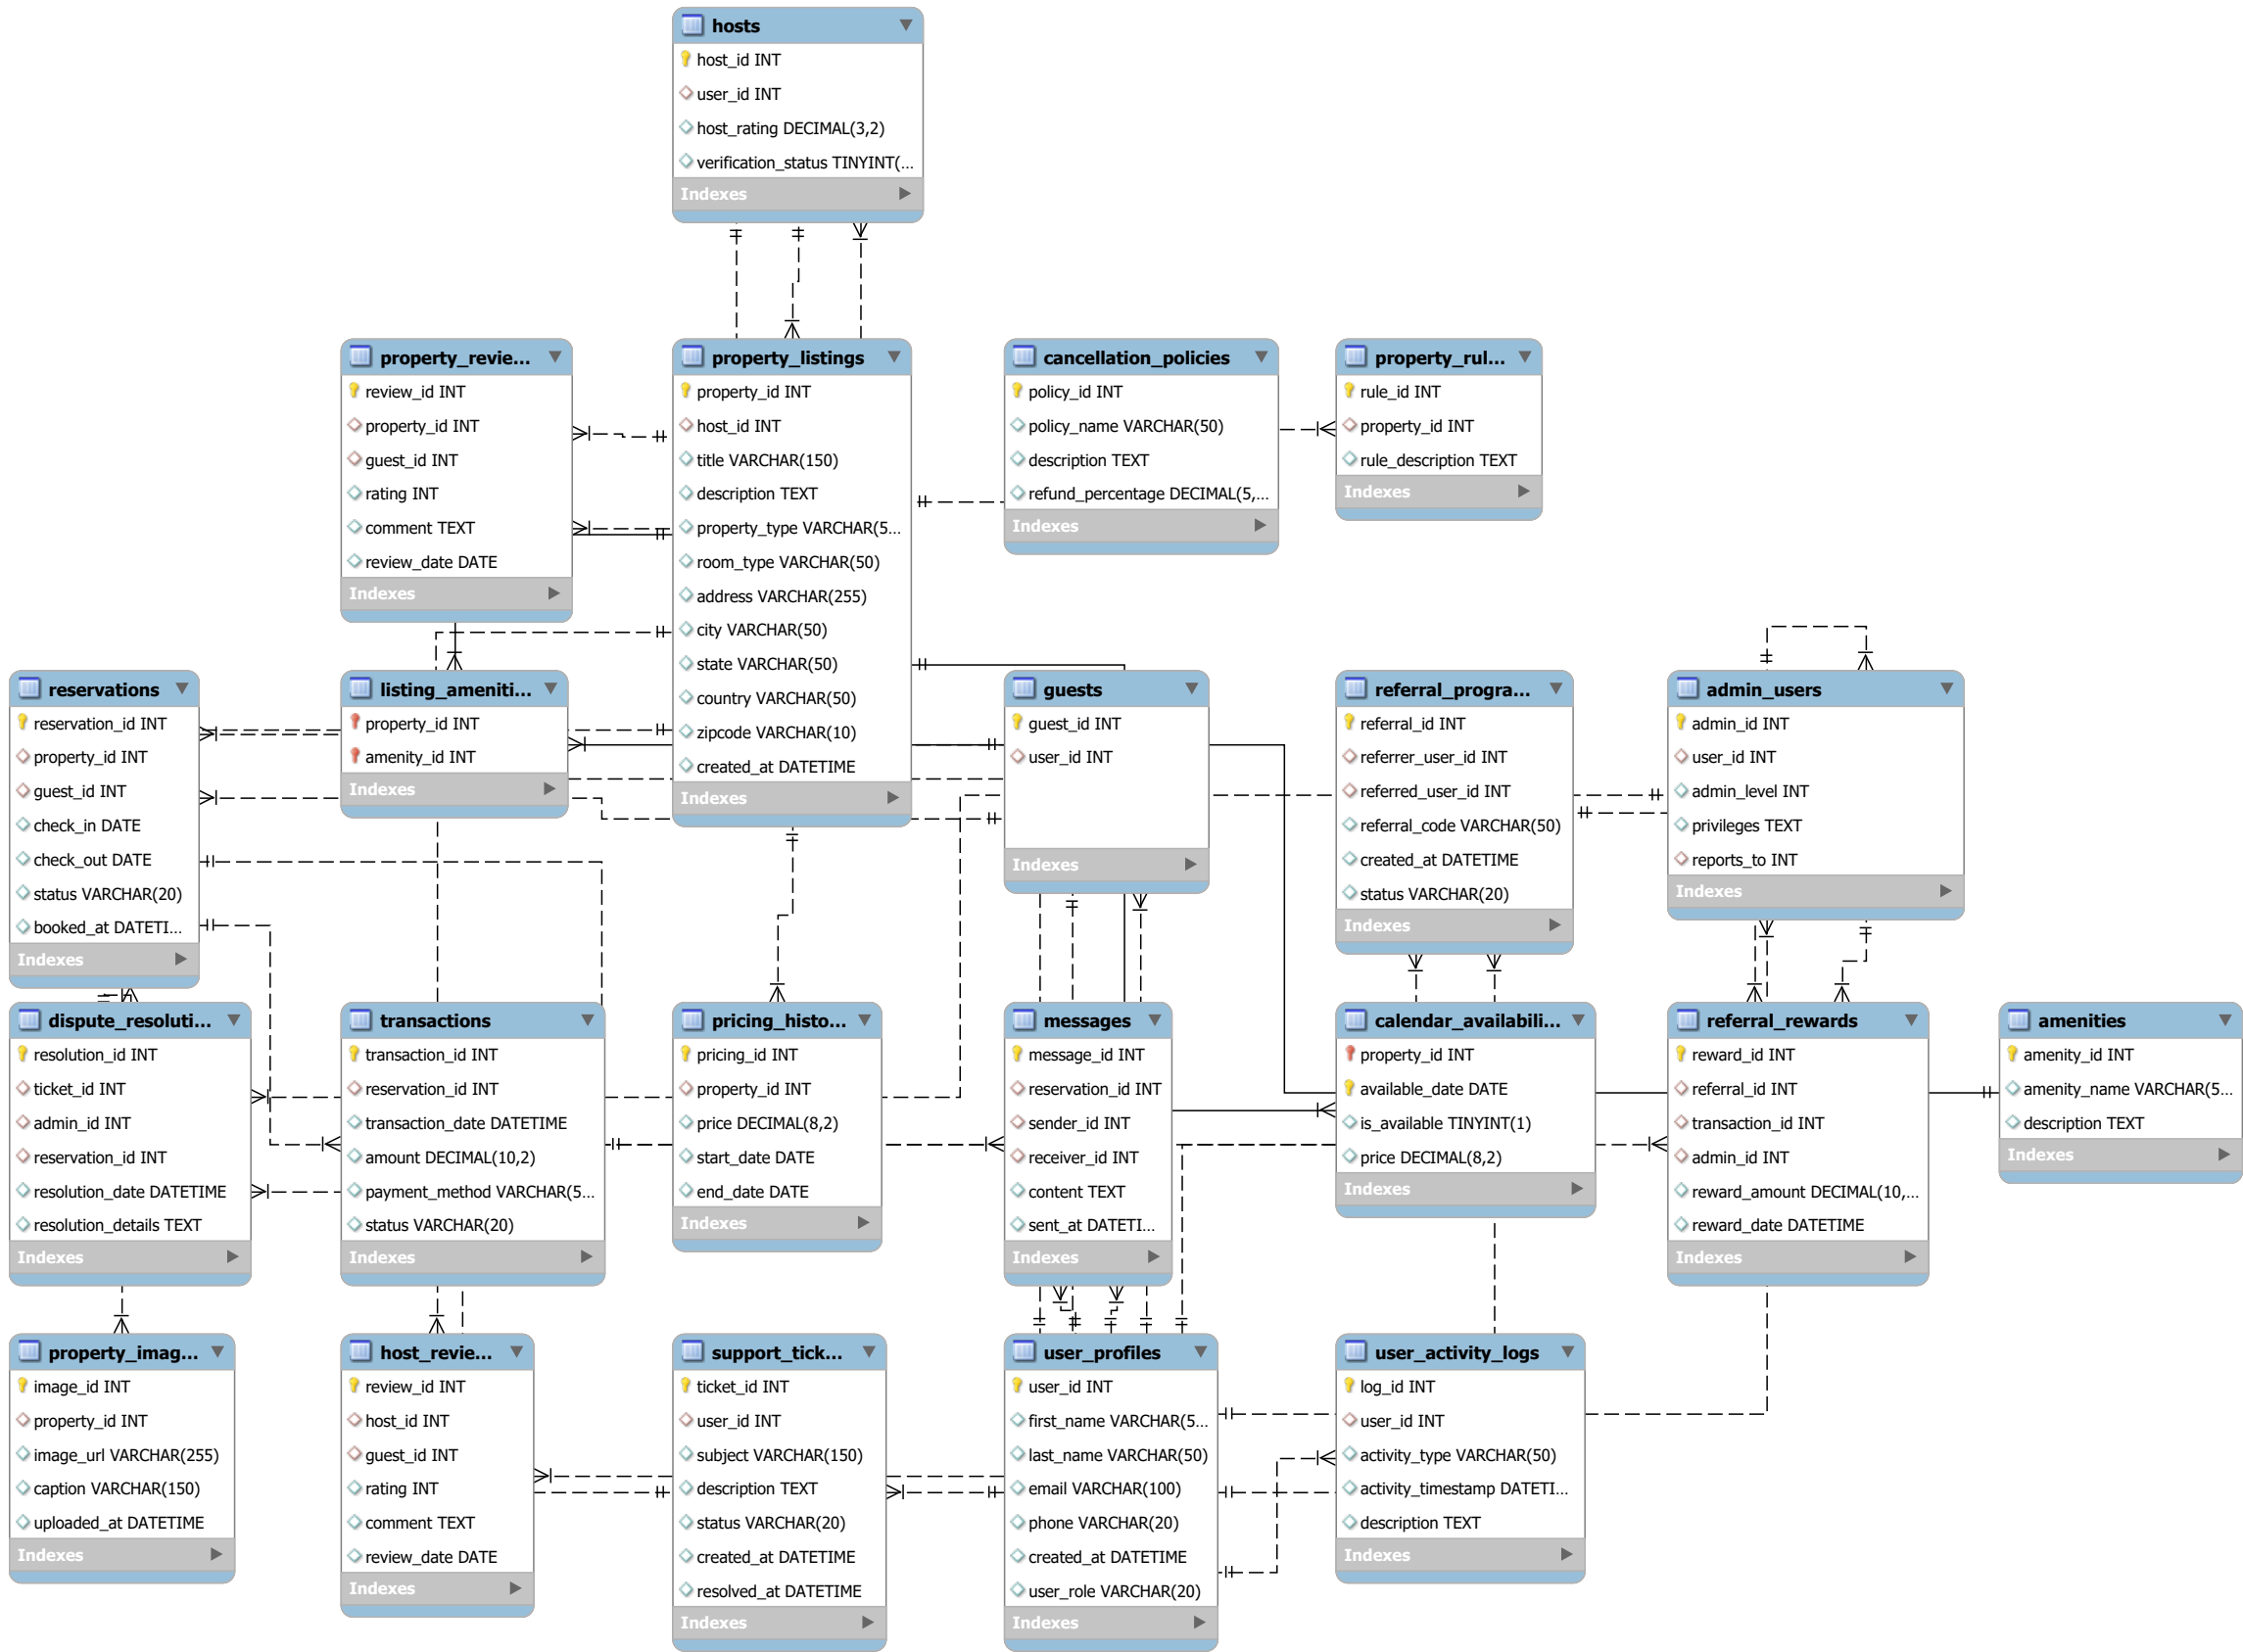 hosts
host_id INT
user_id INT
host_rating DECIMAL(3,2)
verification_status TINYINT(...
Indexes
property_revie...
review_id INT
property_id INT
guest_id INT
rating INT
comment TEXT
review_date DATE
Indexes
property_listings
property_id INT
host_id INT
title VARCHAR(150)
description TEXT
property_type VARCHAR(5...
room_type VARCHAR(50)
address VARCHAR(255)
city VARCHAR(50)
state VARCHAR(50)
country VARCHAR(50)
zipcode VARCHAR(10)
created_at DATETIME
Indexes
cancellation_policies
policy_id INT
policy_name VARCHAR(50)
description TEXT
refund_percentage DECIMAL(5,...
Indexes
property_rul...
rule_id INT
property_id INT
rule_description TEXT
Indexes
reservations
reservation_id INT
property_id INT
guest_id INT
check_in DATE
check_out DATE
status VARCHAR(20)
booked_at DATETI...
Indexes
listing_ameniti...
property_id INT
amenity_id INT
Indexes
guests
guest_id INT
user_id INT
Indexes
referral_progra...
referral_id INT
referrer_user_id INT
referred_user_id INT
referral_code VARCHAR(50)
created_at DATETIME
status VARCHAR(20)
Indexes
admin_users
admin_id INT
user_id INT
admin_level INT
privileges TEXT
reports_to INT
Indexes
dispute_resoluti...
resolution_id INT
ticket_id INT
admin_id INT
reservation_id INT
resolution_date DATETIME
resolution_details TEXT
Indexes
transactions
transaction_id INT
reservation_id INT
transaction_date DATETIME
amount DECIMAL(10,2)
payment_method VARCHAR(5...
status VARCHAR(20)
Indexes
pricing_histo...
pricing_id INT
property_id INT
price DECIMAL(8,2)
start_date DATE
end_date DATE
Indexes
messages
message_id INT
reservation_id INT
sender_id INT
receiver_id INT
content TEXT
sent_at DATETI...
Indexes
calendar_availabili...
property_id INT
available_date DATE
is_available TINYINT(1)
price DECIMAL(8,2)
Indexes
referral_rewards
reward_id INT
referral_id INT
transaction_id INT
admin_id INT
reward_amount DECIMAL(10,...
reward_date DATETIME
Indexes
amenities
amenity_id INT
amenity_name VARCHAR(5...
description TEXT
Indexes
property_imag...
image_id INT
property_id INT
image_url VARCHAR(255)
caption VARCHAR(150)
uploaded_at DATETIME
Indexes
host_revie...
review_id INT
host_id INT
guest_id INT
rating INT
comment TEXT
review_date DATE
Indexes
support_tick...
ticket_id INT
user_id INT
subject VARCHAR(150)
description TEXT
status VARCHAR(20)
created_at DATETIME
resolved_at DATETIME
Indexes
user_profiles
user_id INT
first_name VARCHAR(5...
last_name VARCHAR(50)
email VARCHAR(100)
phone VARCHAR(20)
created_at DATETIME
user_role VARCHAR(20)
Indexes
user_activity_logs
log_id INT
user_id INT
activity_type VARCHAR(50)
activity_timestamp DATETI...
description TEXT
Indexes